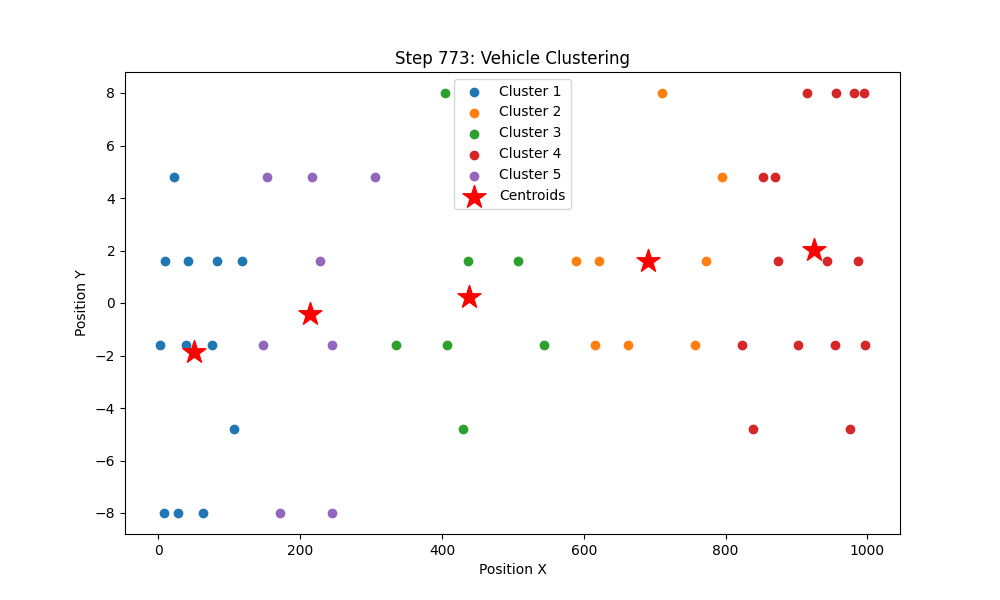 Step 773: Vehicle Clustering
Cluster 1
Cluster 2
Cluster 3
Cluster 4
Cluster 5
Centroids
Position Y
8
6
4
2
0
−2
−4
−6
−8
0 200 400 600 800 1000
Position X